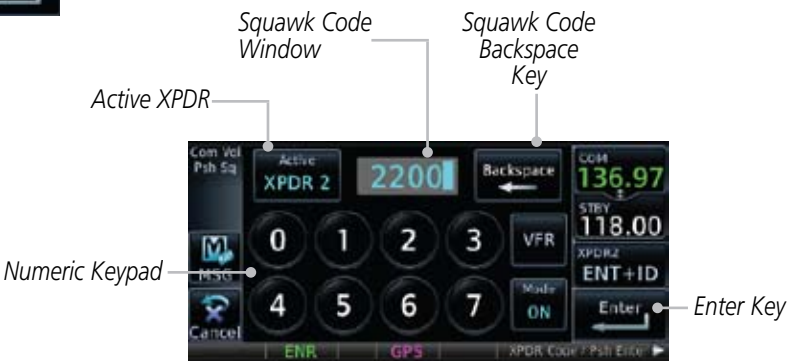 Squawk Code
Window
Squawk Code
Backspace
Key
Active XPDR
Com Vol
Psh Sq
Active
XPDR 2
2200
Backspace
COM
136.97
STBY
118.00
0
1
2
3
VFR
XPDR2
ENT+ID
MSG
Numeric Keypad
4
5
6
7
Mode
ON
Enter
Enter Key
Cancel
ENR
GPS
XPDR Code / Psh Enter